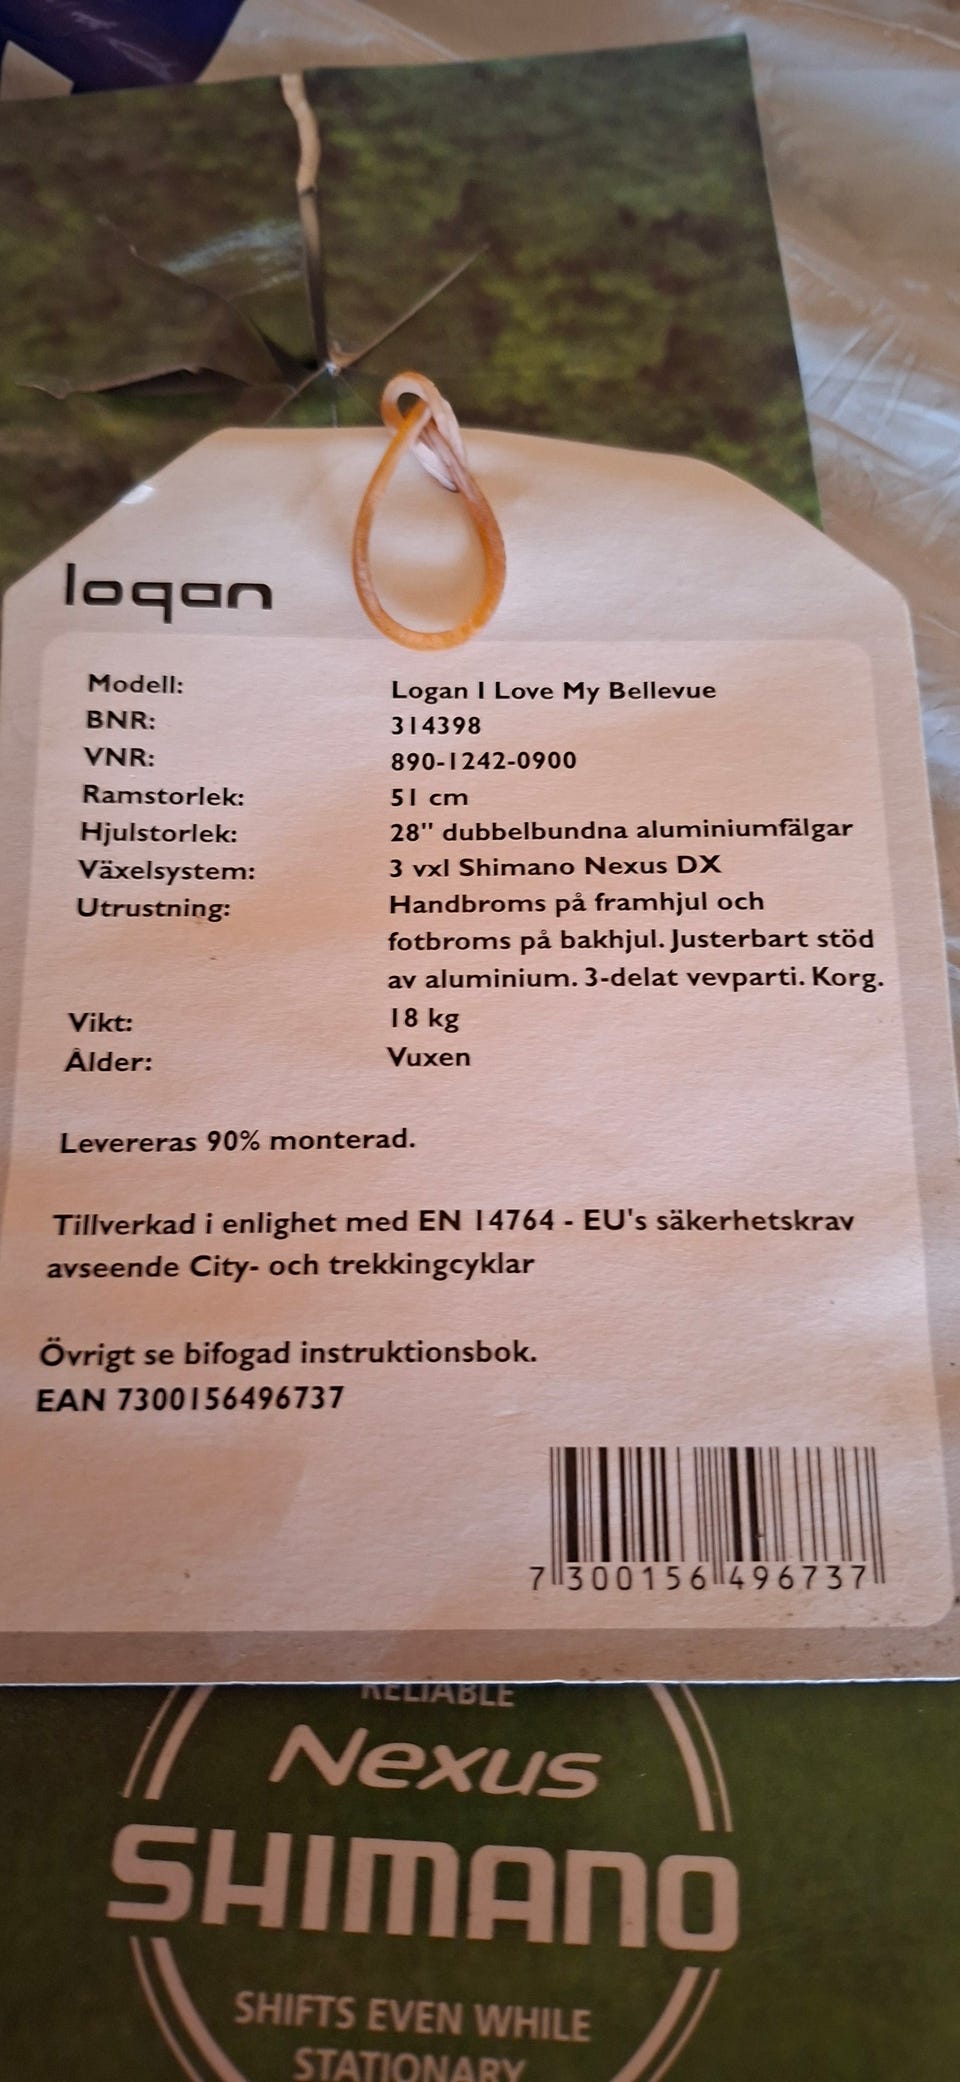 logan
Modell: Logan I Love My Bellevue
BNR: 314398
VNR: 890-1242-0900
Ramstorlek: 51 cm
Hjulstorlek: 28" dubbelbundna aluminiumfälgar
Växelsystem: 3 vxl Shimano Nexus DX
Utrustning: Handbroms på framhjul och
fotbroms på bakhjul. Justerbart stöd
av aluminium. 3-delat vevparti. Korg.
Vikt: 18 kg
Ålder: Vuxen
Levereras 90% monterad.
Tillverkad i enlighet med EN 14764 - EU's säkerhetskrav
avseende City- och trekkingcyklar
Övrigt se bifogad instruktionsbok.
EAN 7300156496737
7 300156 496737
RELIABLE
Nexus
SHIMANO
SHIFTS EVEN WHILE
STATIONARY